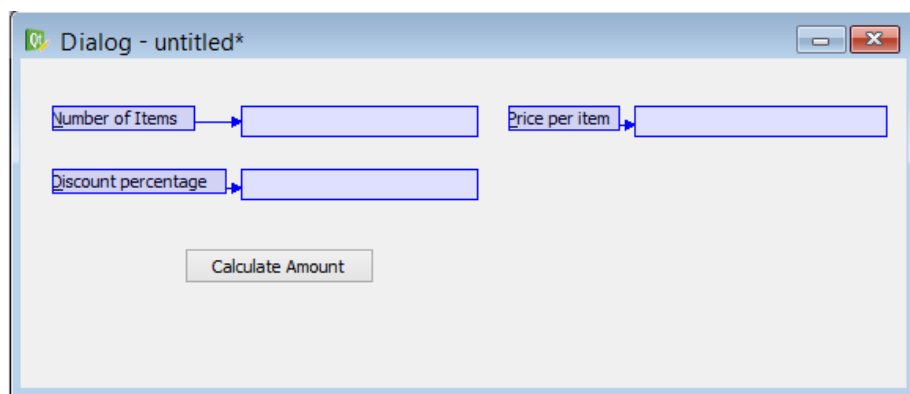 Dialog - untitled*
Number of Items
Price per item
Discount percentage
Calculate Amount